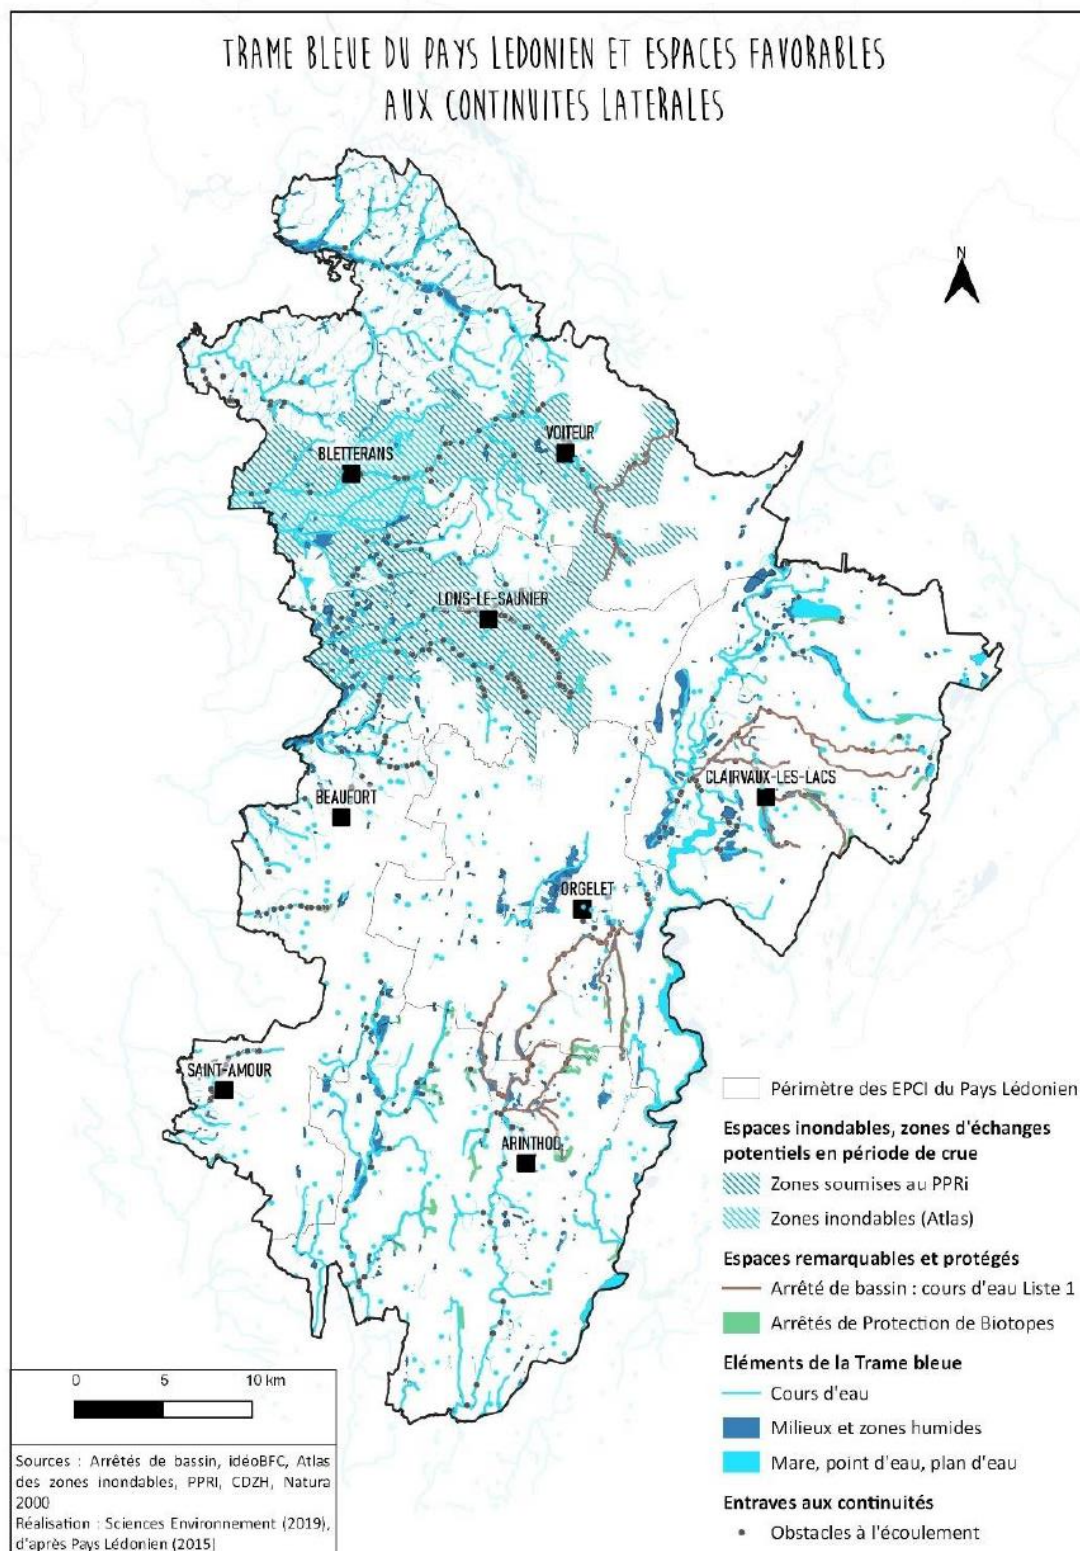 TRAME BLEUE DU PAYS LEDONIEN ET ESPACES FAVORABLES
AUX CONTINUITES LATERALES
N
VOITEUR
BLETTERANS
LONS-LE-SAUNIER
CLAIRVAUX-LES-LACS
BEAUFORT
ORGELET
SAINT-AMOUR
ARINTHOD
Périmètre des EPCI du Pays Lédonien
Espaces inondables, zones d'échanges
potentiels en période de crue
Zones soumises au PPRi
Zones inondables (Atlas)
Espaces remarquables et protégés
Arrêté de bassin : cours d'eau Liste 1
Arrêtés de Protection de Biotopes
Eléments de la Trame bleue
Cours d'eau
Milieux et zones humides
Mare, point d'eau, plan d'eau
Entraves aux continuités
Obstacles à l'écoulement
0 5 10 km
Sources : Arrêtés de bassin, idéoBFC, Atlas
des zones inondables, PPRI, CDZH, Natura
2000
Réalisation : Sciences Environnement (2019),
d'après Pays Lédonien (2015)